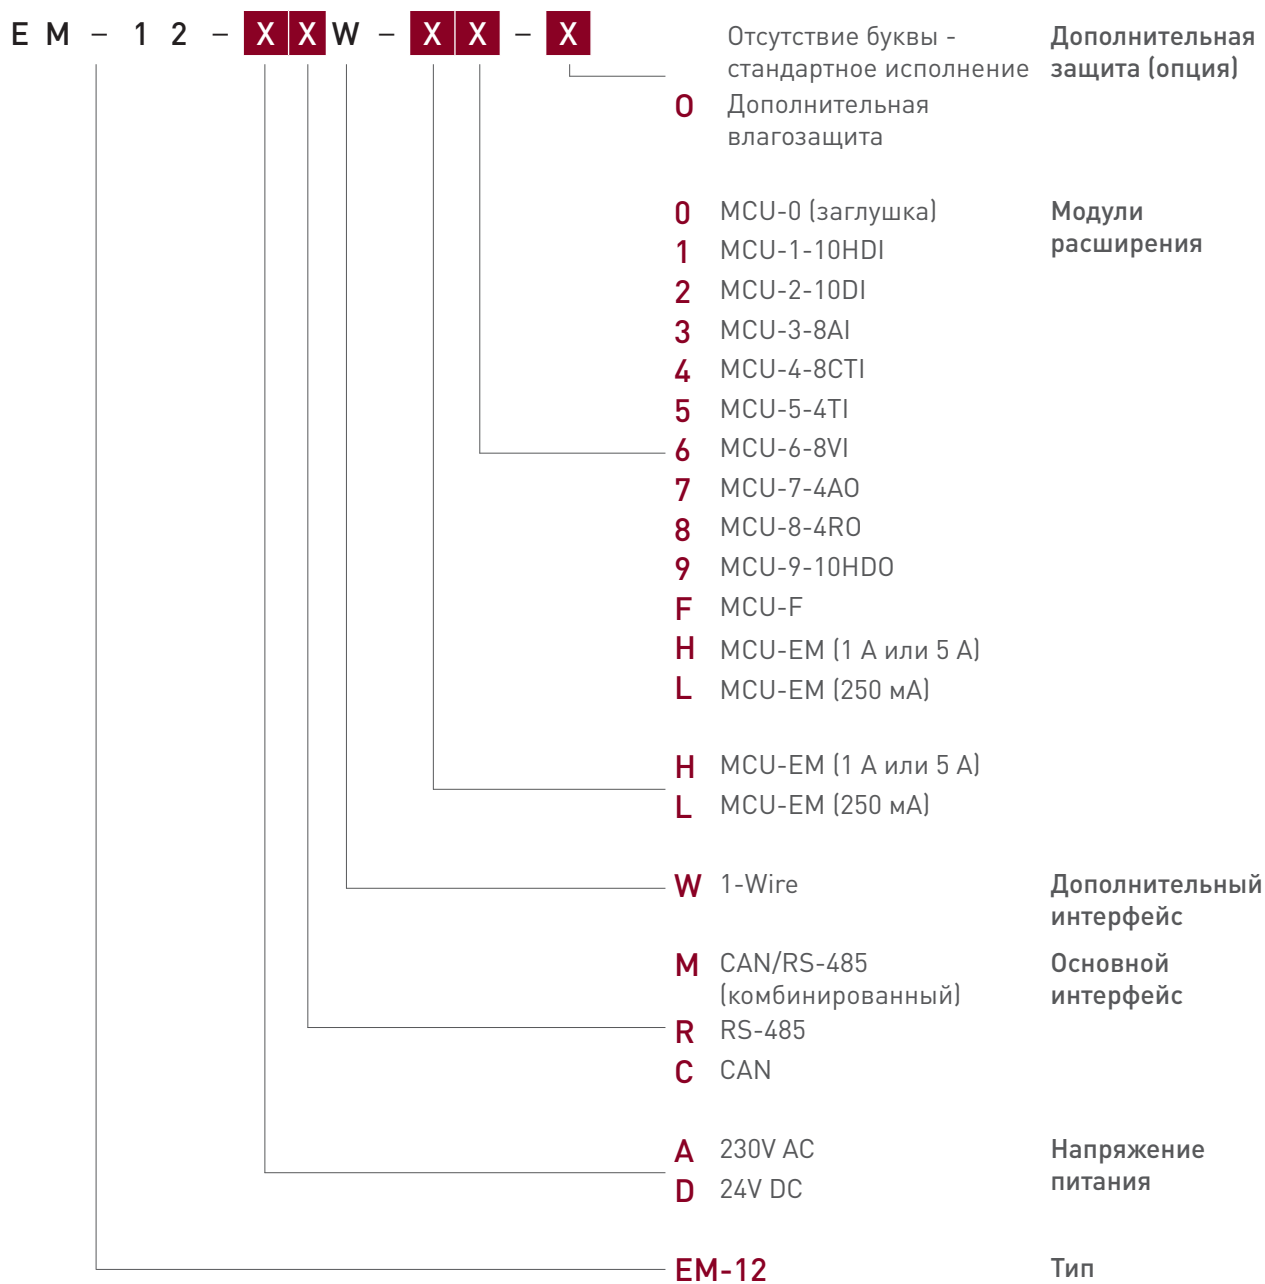 EM – 12 – XXW – XX – X
Отсутствие буквы -
стандартное исполнение
Дополнительная
защита (опция)
O Дополнительная
влагозащита
0 MCU-0 (заглушка)
Модули
расширения
1 MCU-1-10HDI
2 MCU-2-10DI
3 MCU-3-8AI
4 MCU-4-8CTI
5 MCU-5-4TI
6 MCU-6-8VI
7 MCU-7-4AO
8 MCU-8-4RO
9 MCU-9-10HDO
F MCU-F
H MCU-EM (1 А или 5 А)
L MCU-EM (250 мА)
H MCU-EM (1 А или 5 А)
L MCU-EM (250 мА)
W 1-Wire
Дополнительный
интерфейс
M CAN/RS-485
(комбинированный)
Основной
интерфейс
R RS-485
C CAN
A 230V AC
Напряжение
питания
D 24V DC
EM-12 Тип